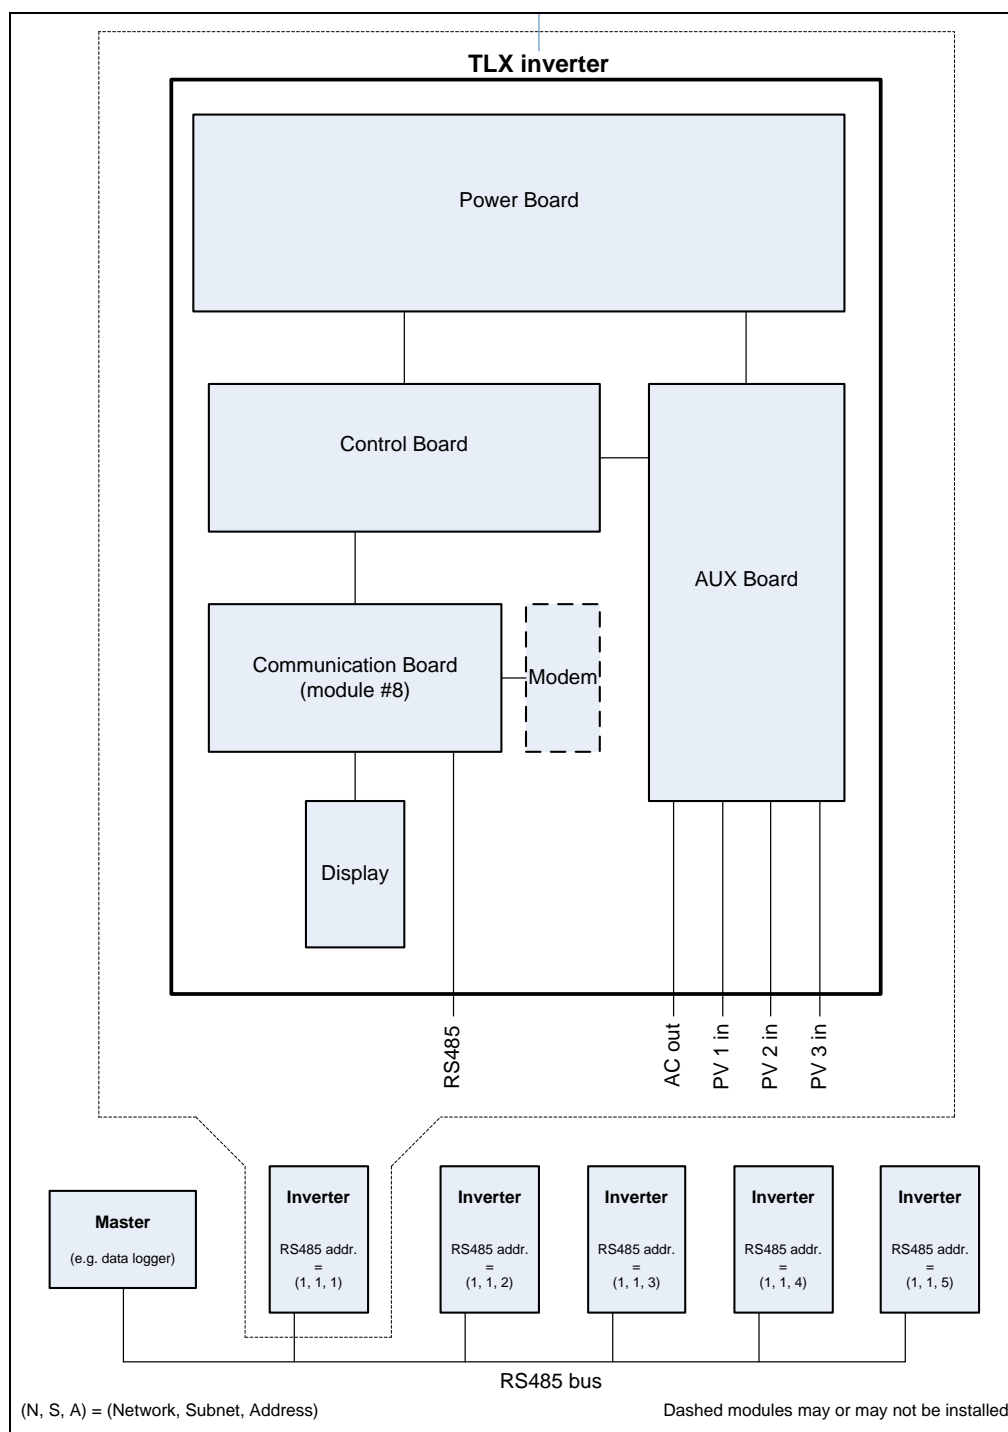 TLX inverter
Power Board
Control Board
AUX Board
Communication Board
(module #8)
Modem
Display
RS485
AC out
PV 1 in
PV 2 in
PV 3 in
Master
(e.g. data logger)
Inverter
RS485 addr.
=
(1, 1, 1)
Inverter
RS485 addr.
=
(1, 1, 2)
Inverter
RS485 addr.
=
(1, 1, 3)
Inverter
RS485 addr.
=
(1, 1, 4)
Inverter
RS485 addr.
=
(1, 1, 5)
RS485 bus
(N, S, A) = (Network, Subnet, Address)
Dashed modules may or may not be installed